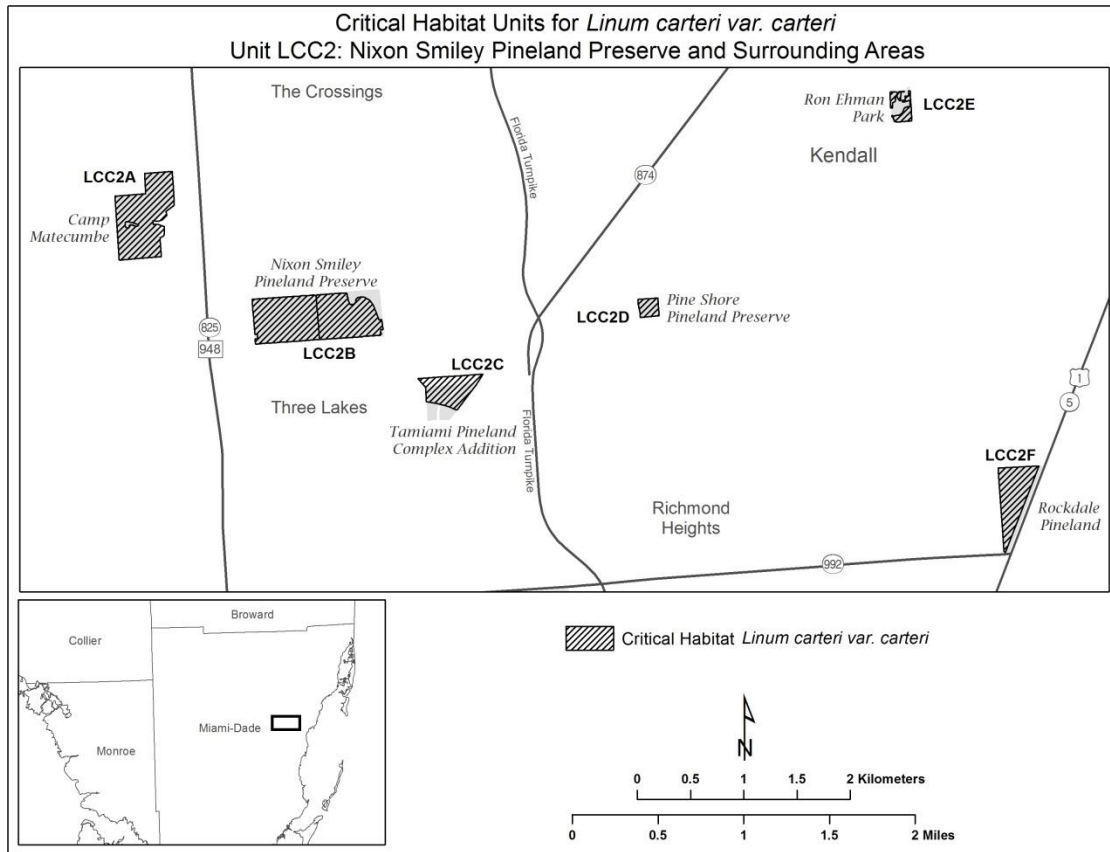 Critical Habitat Units for Linum carteri var. carteri
Unit LCC2: Nixon Smiley Pineland Preserve and Surrounding Areas
The Crossings
Ron Ehman
Park
LCC2E
Kendall
Florida Turnpike
874
LCC2A
Camp
Matecumbe
Nixon Smiley
Pineland Preserve
825
948
LCC2B
LCC2D
Pine Shore
Pineland Preserve
LCC2C
Three Lakes
Tamiami Pineland
Complex Addition
Florida Turnpike
1
5
LCC2F
Rockdale
Pineland
Richmond
Heights
992
Broward
Collier
Miami-Dade
Monroe
Critical Habitat Linum carteri var. carteri
N
0 0.5 1 1.5 2 Kilometers
0 0.5 1 1.5 2 Miles